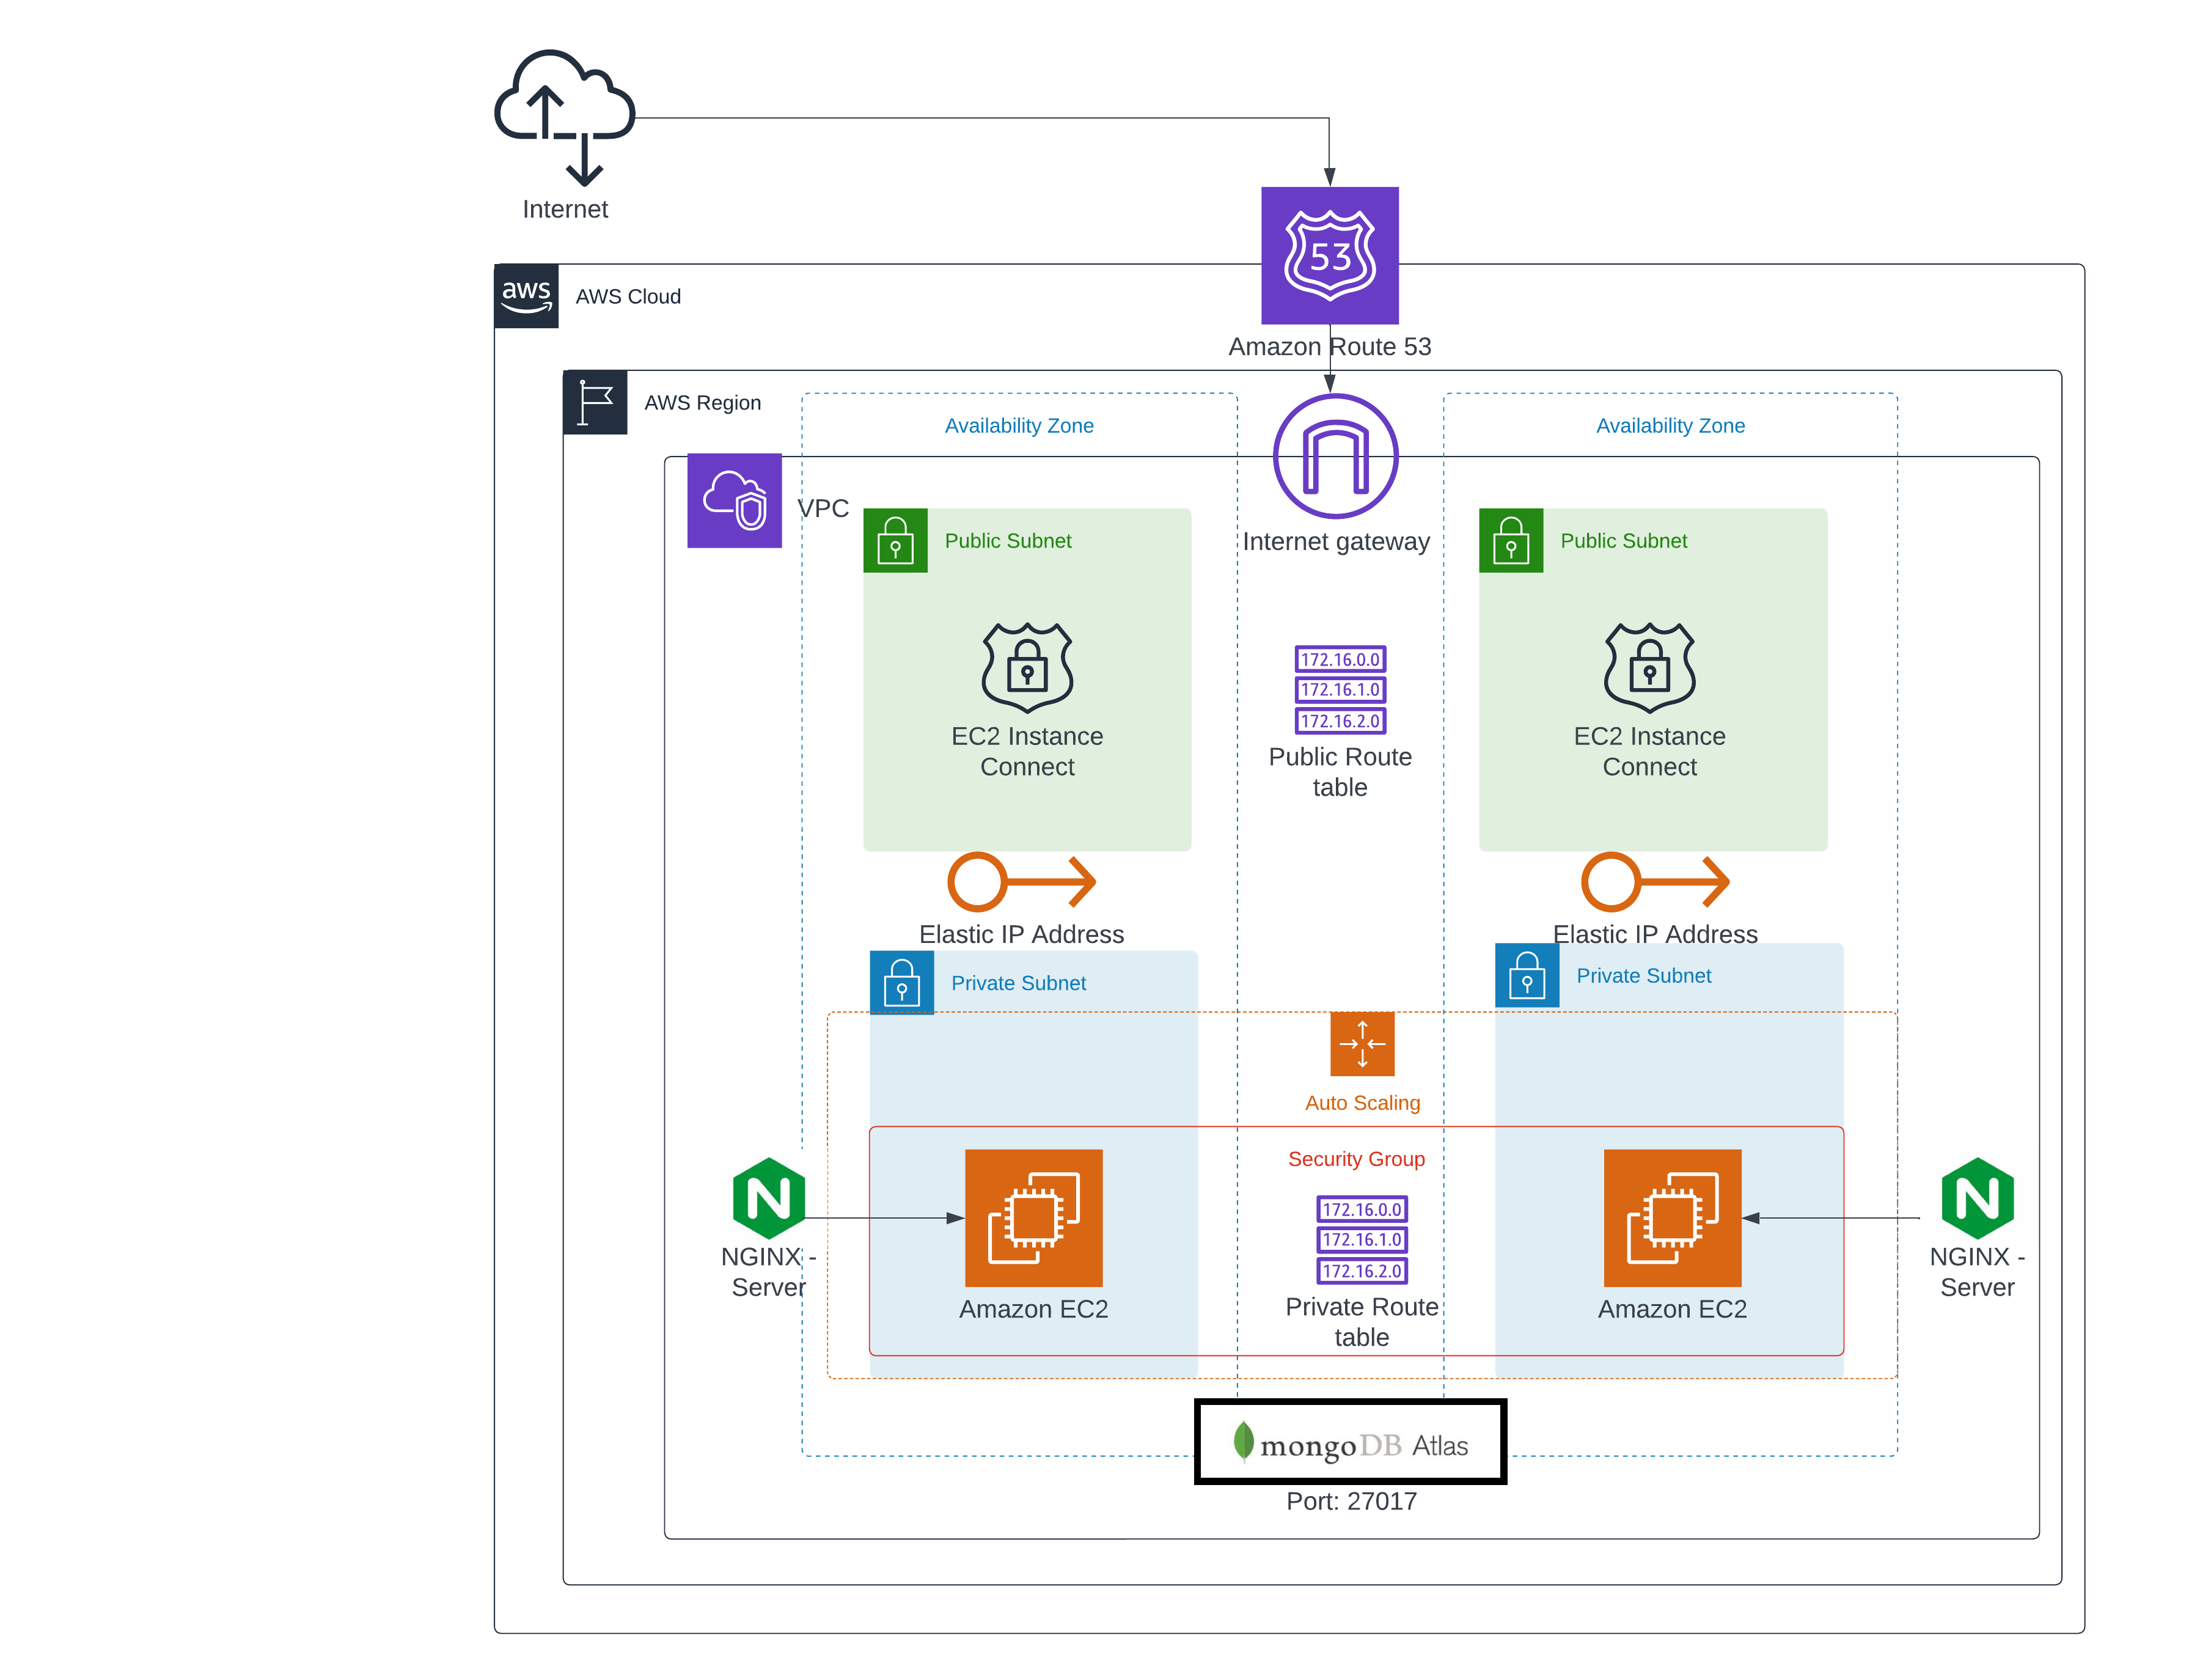 Internet
53
aws
AWS Cloud
Amazon Route 53
AWS Region
Availability Zone
Availability Zone
VPC
Public Subnet
Internet gateway
Public Subnet
172.16.0.0
172.16.1.0
172.16.2.0
EC2 Instance
Connect
Public Route
table
EC2 Instance
Connect
Elastic IP Address
Elastic IP Address
Private Subnet
Private Subnet
Auto Scaling
Security Group
N
NGINX -
Server
Amazon EC2
172.16.0.0
172.16.1.0
172.16.2.0
Private Route
table
Amazon EC2
N
NGINX -
Server
mongoDB Atlas
Port: 27017